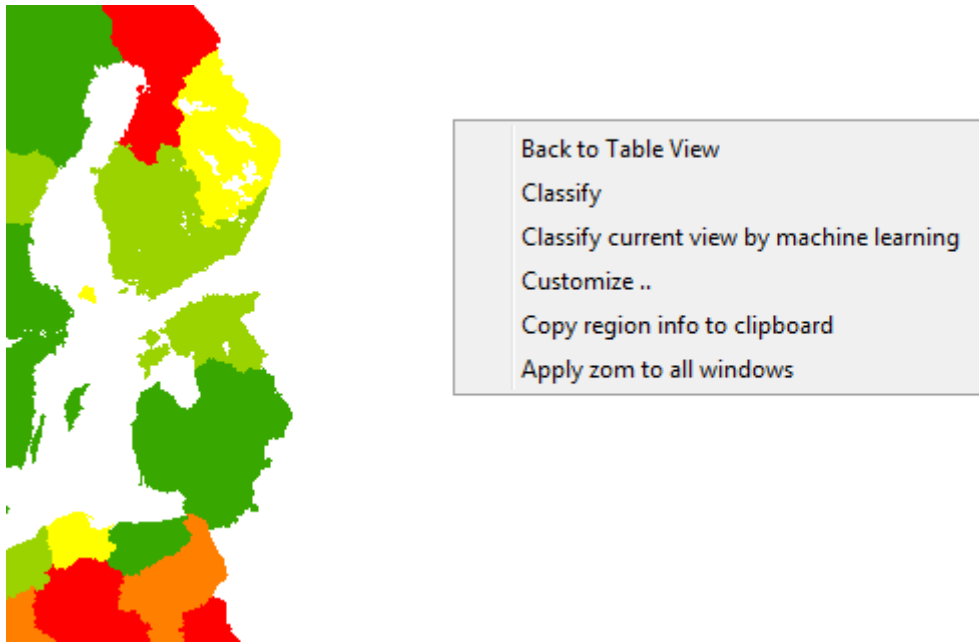 Back to Table View
Classify
Classify current view by machine learning
Customize ..
Copy region info to clipboard
Apply zom to all windows